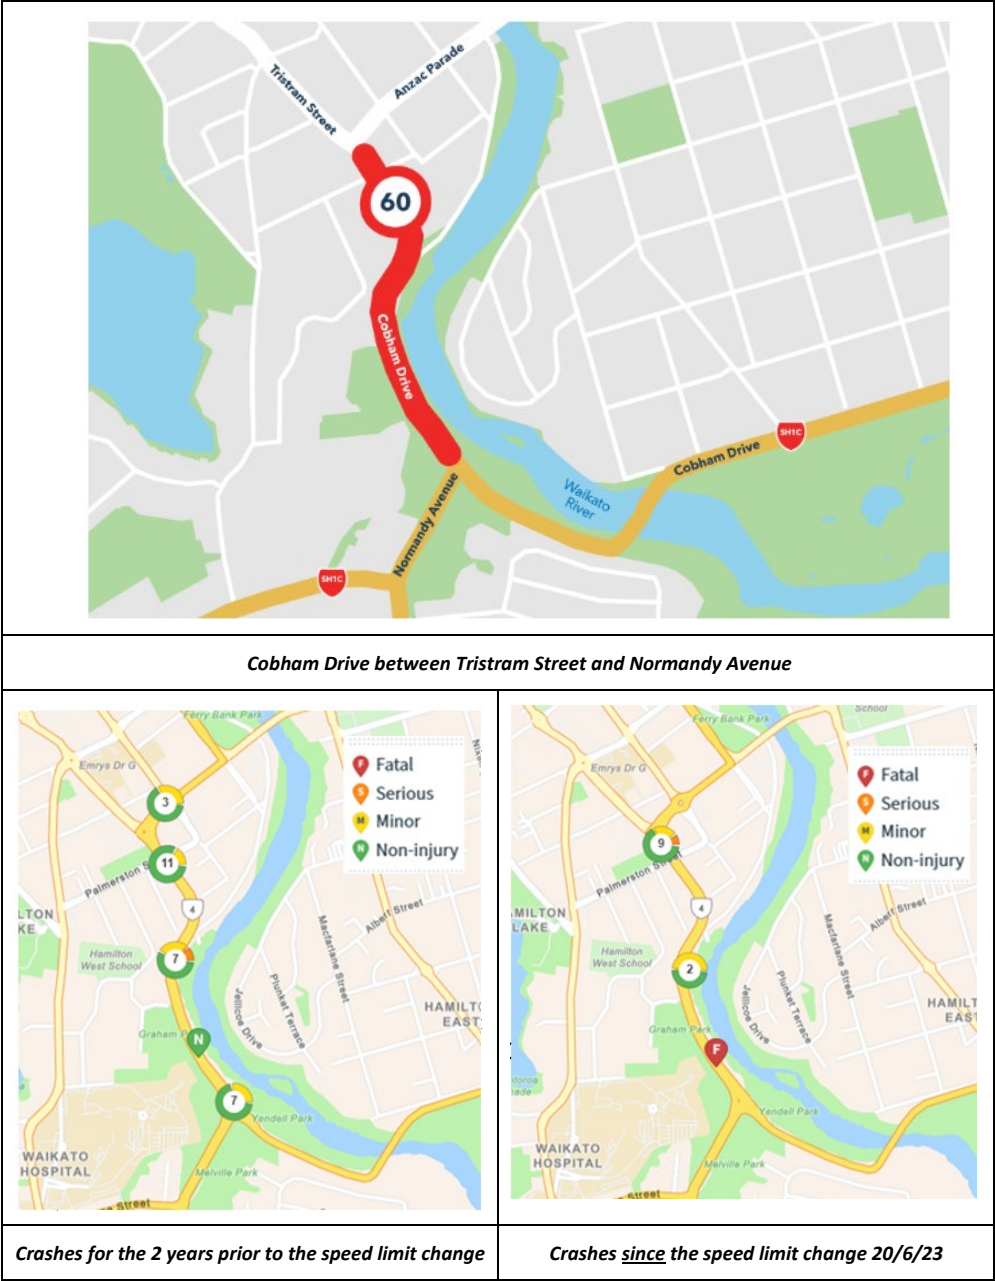 Tristram Street
Anzac Parade
60
Cobham Drive
SH1C
Cobham Drive
Waikato
River
Normandy Avenue
SH1C
Cobham Drive between Tristram Street and Normandy Avenue
Ferry Bank Park
Emrys Dr G
F Fatal
S Serious
M Minor
N Non-injury
3
11
Palmerston S
4
LTON
KE
Hamilton
West School
7
Macfarlane Street
Albert Street
Plunket Terrace
Jellicoe Drive
HAMILT
EAST
Graham P
N
7
Yendell Park
WAIKATO
HOSPITAL
Melville Park
Street
School
Ferry Bank Park
Emrys Dr G
F Fatal
S Serious
M Minor
N Non-injury
9
Palmerston Street
4
AMILTON
LAKE
Hamilton
West School
2
Macfarlane Street
Albert Street
Plunket Terrace
Jellicoe Drive
HAMILT
EAST
Graham Park
F
Yendell Park
WAIKATO
HOSPITAL
Melville Park
Street
Crashes for the 2 years prior to the speed limit change
Crashes since the speed limit change 20/6/23